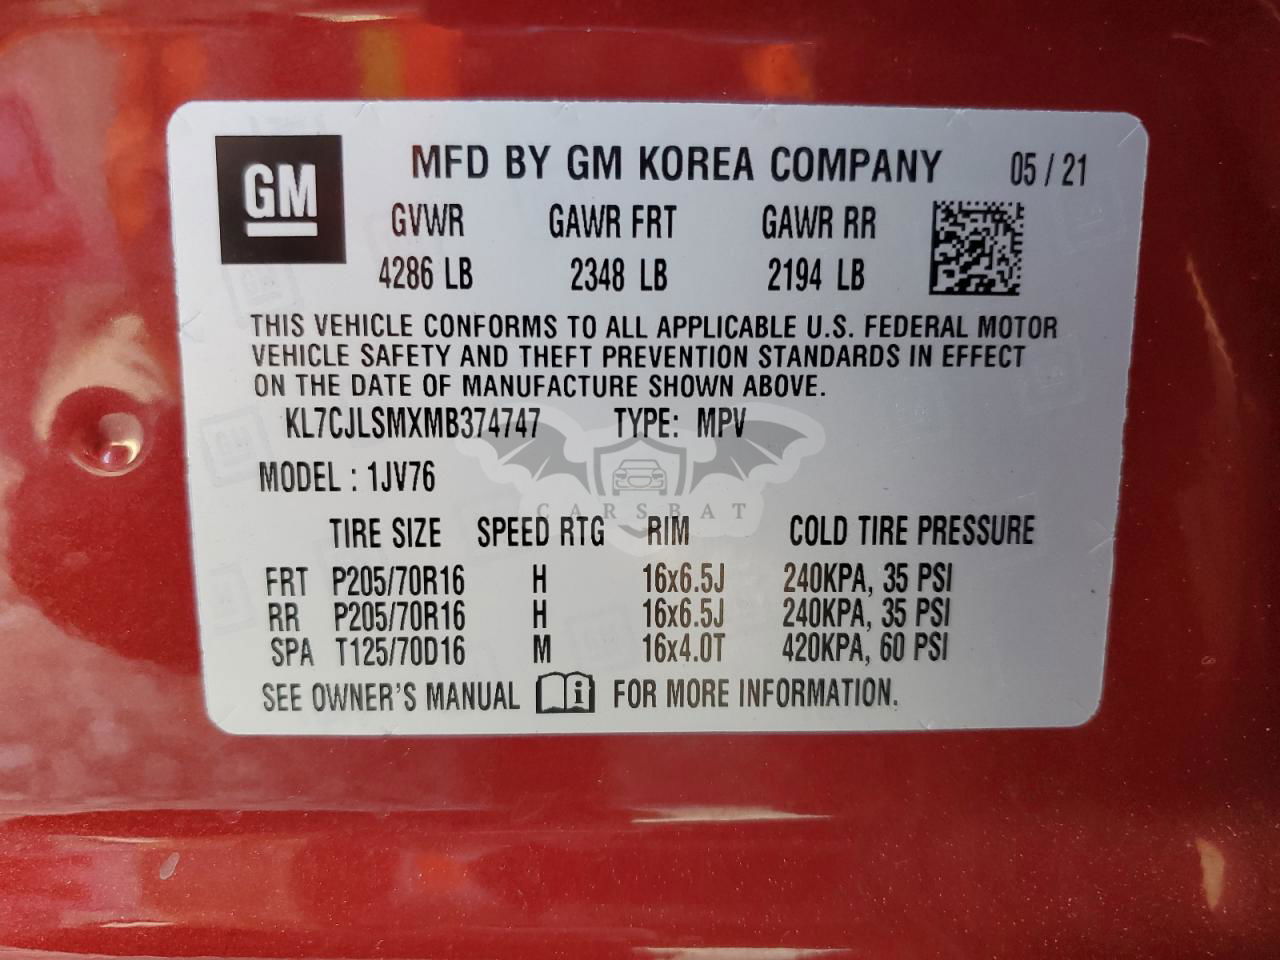 GM
MFD BY GM KOREA COMPANY 05 / 21
GVWR GAWR FRT GAWR RR
4286 LB 2348 LB 2194 LB
THIS VEHICLE CONFORMS TO ALL APPLICABLE U.S. FEDERAL MOTOR
VEHICLE SAFETY AND THEFT PREVENTION STANDARDS IN EFFECT
ON THE DATE OF MANUFACTURE SHOWN ABOVE.
KL7CJLSMXMB374747 TYPE: MPV
MODEL : 1JV76
CARSBAT
TIRE SIZE SPEED RTG RIM COLD TIRE PRESSURE
FRT P205/70R16 H 16x6.5J 240KPA, 35 PSI
RR P205/70R16 H 16x6.5J 240KPA, 35 PSI
SPA T125/70D16 M 16x4.0T 420KPA, 60 PSI
SEE OWNER'S MANUAL i FOR MORE INFORMATION.